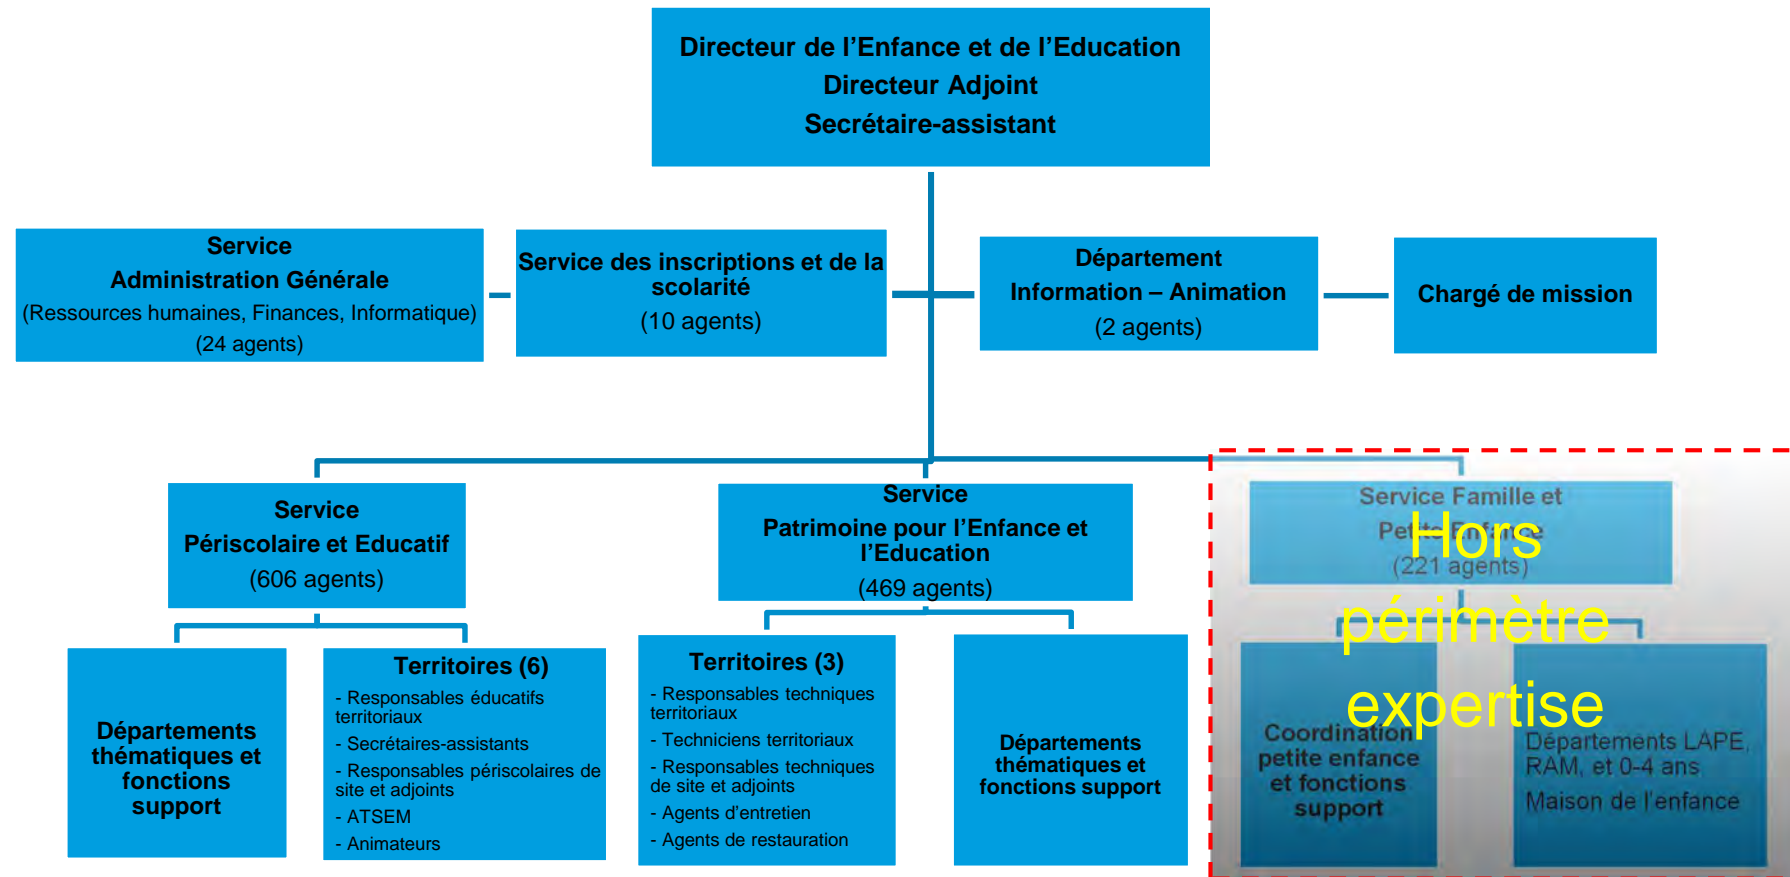 Directeur de l’Enfance et de l’Education
Directeur Adjoint
Secrétaire-assistant
Service
Administration Générale
(Ressources humaines, Finances, Informatique)
(24 agents)
Service des inscriptions et de la
scolarité
(10 agents)
Département
Information – Animation
(2 agents)
Chargé de mission
Service
Périscolaire et Educatif
(606 agents)
Service
Patrimoine pour l’Enfance et
l’Education
(469 agents)
Service Famille et
Petite Enfance
(221 agents)
Hors
périmètre
expertise
Départements
thématiques et
fonctions
support
Territoires (6)
- Responsables éducatifs
territoriaux
- Secrétaires-assistants
- Responsables périscolaires de
site et adjoints
- ATSEM
- Animateurs
Territoires (3)
- Responsables techniques
territoriaux
- Techniciens territoriaux
- Responsables techniques
de site et adjoints
- Agents d’entretien
- Agents de restauration
Départements
thématiques et
fonctions support
Coordination
petite enfance
et fonctions
support
Départements LAPE,
RAM, et 0-4 ans
Maison de l’enfance